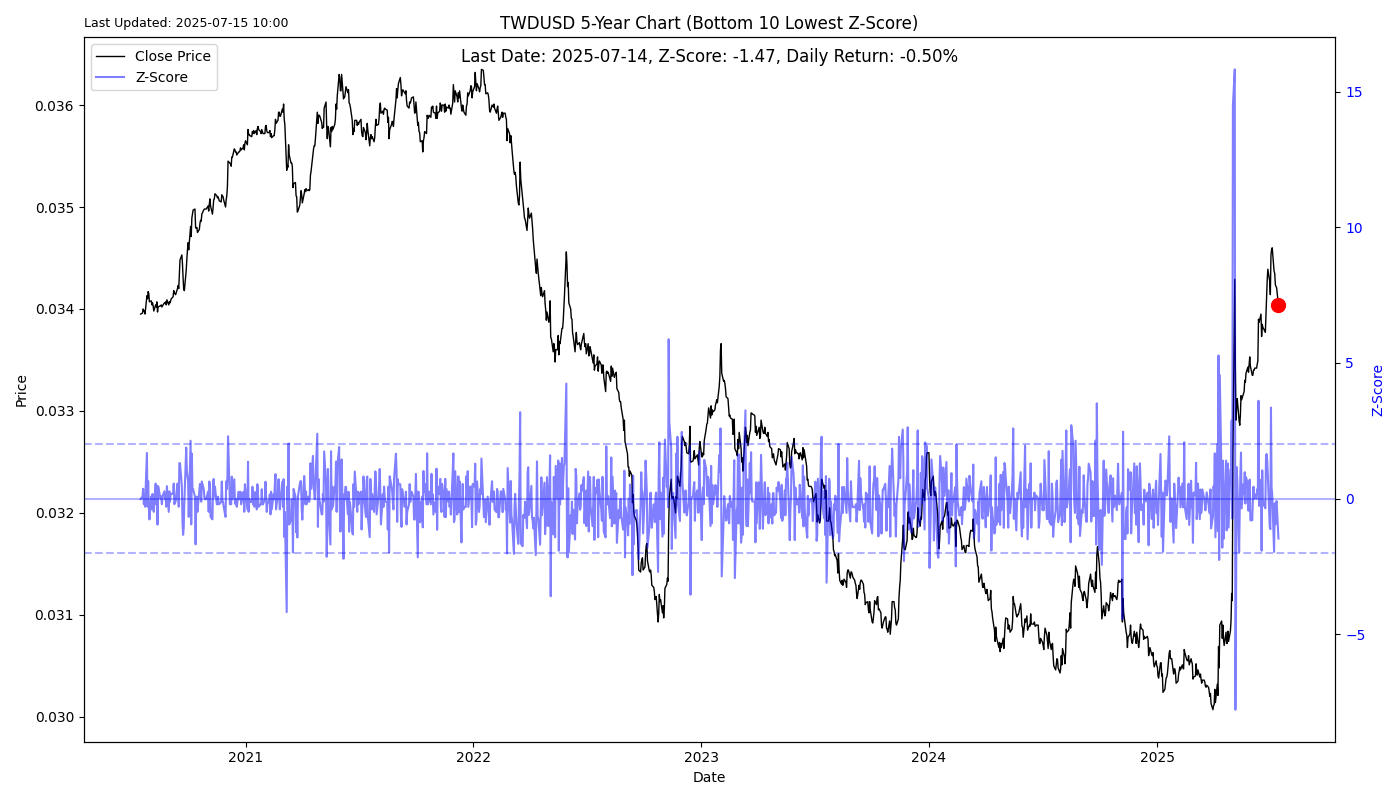 Last Updated: 2025-07-15 10:00
TWDUSD 5-Year Chart (Bottom 10 Lowest Z-Score)
Last Date: 2025-07-14, Z-Score: -1.47, Daily Return: -0.50%
Close Price
Z-Score
0.036
0.035
0.034
0.033
0.032
0.031
0.030
Price
15
10
5
0
−5
Z-Score
2021
2022
2023
2024
2025
Date